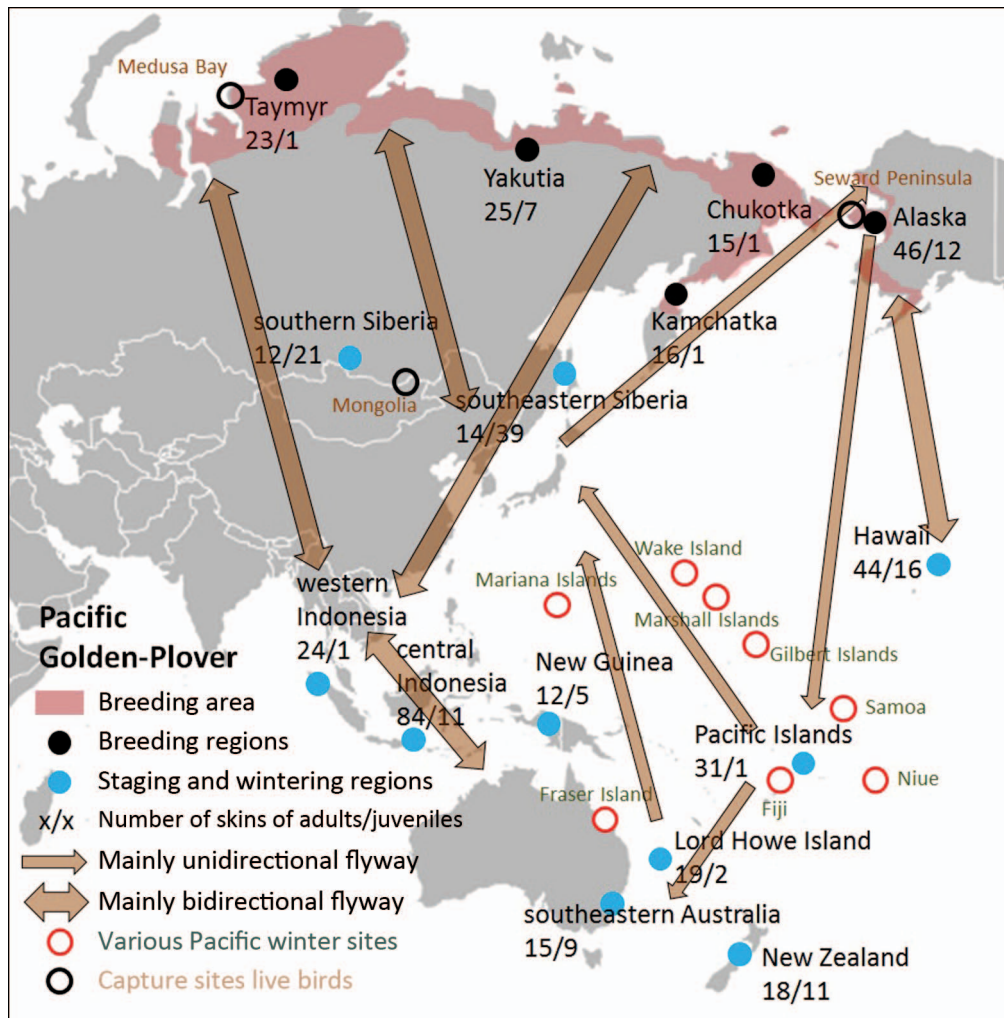 Medusa Bay
Taymyr
23/1
Yakutia
25/7
Chukotka
15/1
Seward Peninsula
Alaska
46/12
Kamchatka
16/1
southern Siberia
12/21
Mongolia
southeastern Siberia
14/39
Hawaii
44/16
Wake Island
Mariana Islands
Marshall Islands
Gilbert Islands
western
Indonesia
24/1
central
Indonesia
84/11
New Guinea
12/5
Samoa
Pacific Islands
31/1
Niue
Fiji
Fraser Island
Lord Howe Island
19/2
southeastern Australia
15/9
New Zealand
18/11
Pacific
Golden-Plover
Breeding area
Breeding regions
Staging and wintering regions
x/x Number of skins of adults/juveniles
Mainly unidirectional flyway
Mainly bidirectional flyway
Various Pacific winter sites
Capture sites live birds